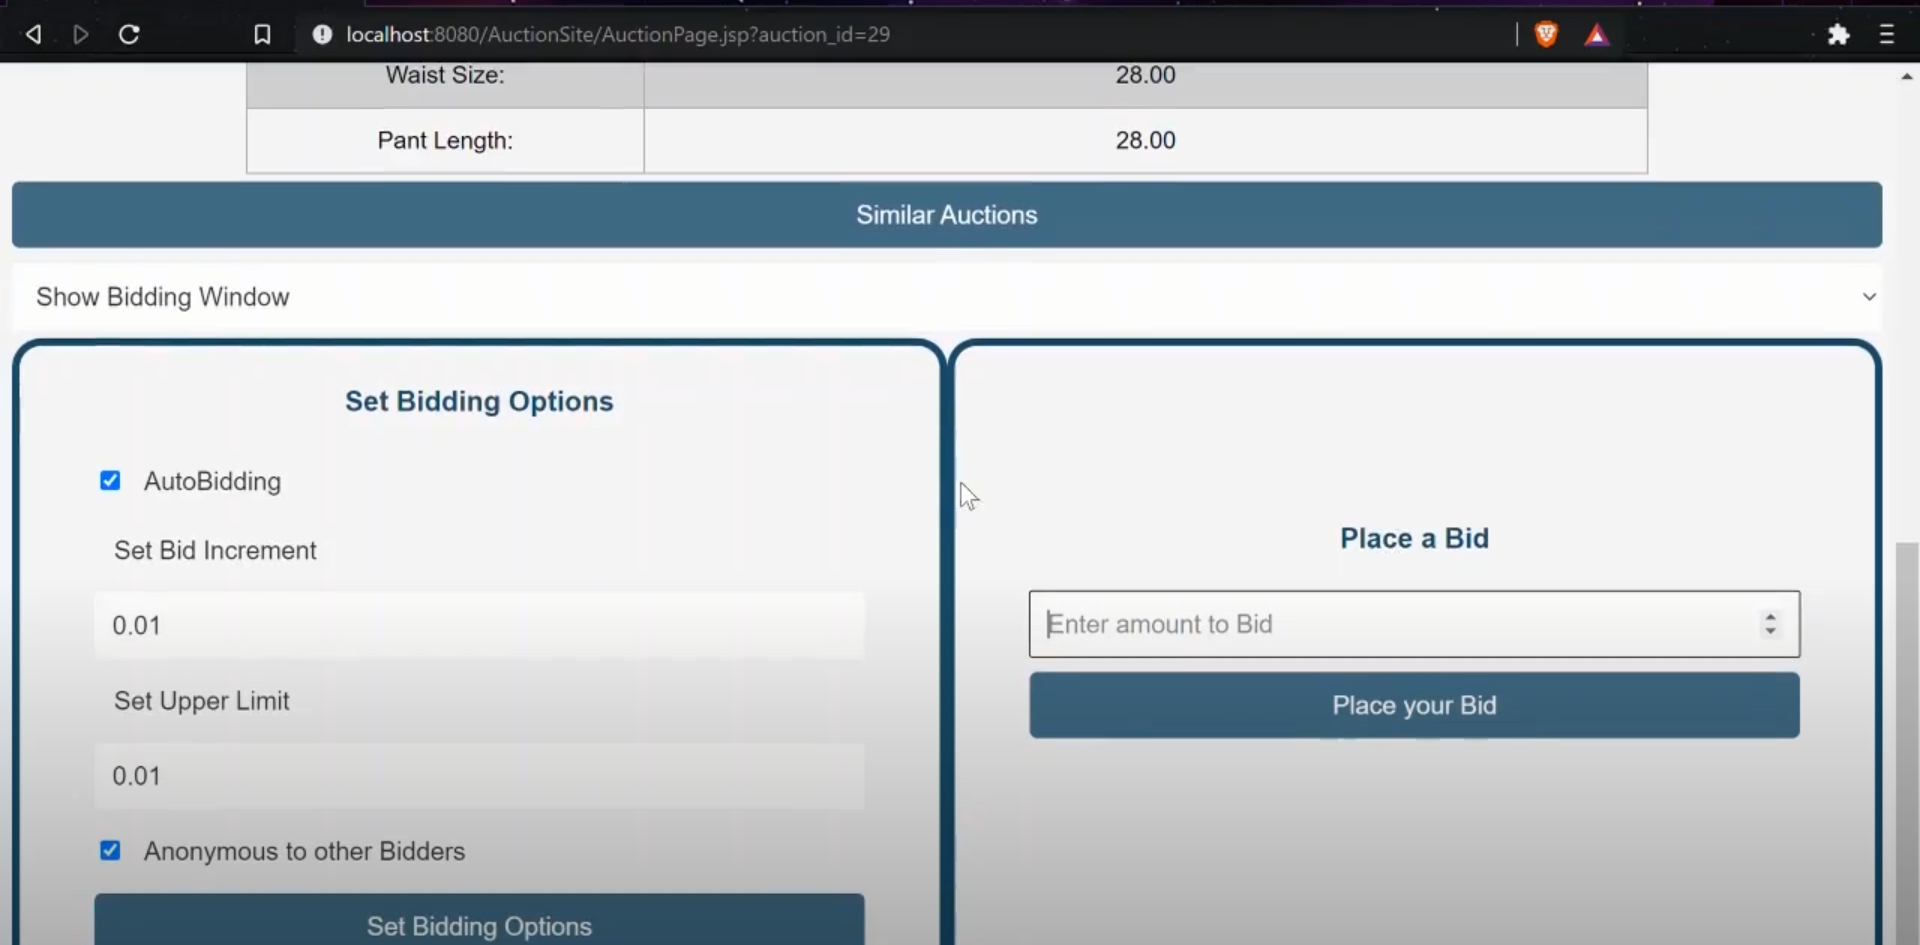 localhost:8080/AuctionSite/AuctionPage.jsp?auction_id=29
Waist Size: 28.00
Pant Length: 28.00
Similar Auctions
Show Bidding Window
Set Bidding Options
AutoBidding
Set Bid Increment
0.01
Set Upper Limit
0.01
Anonymous to other Bidders
Set Bidding Options
Place a Bid
Enter amount to Bid
Place your Bid